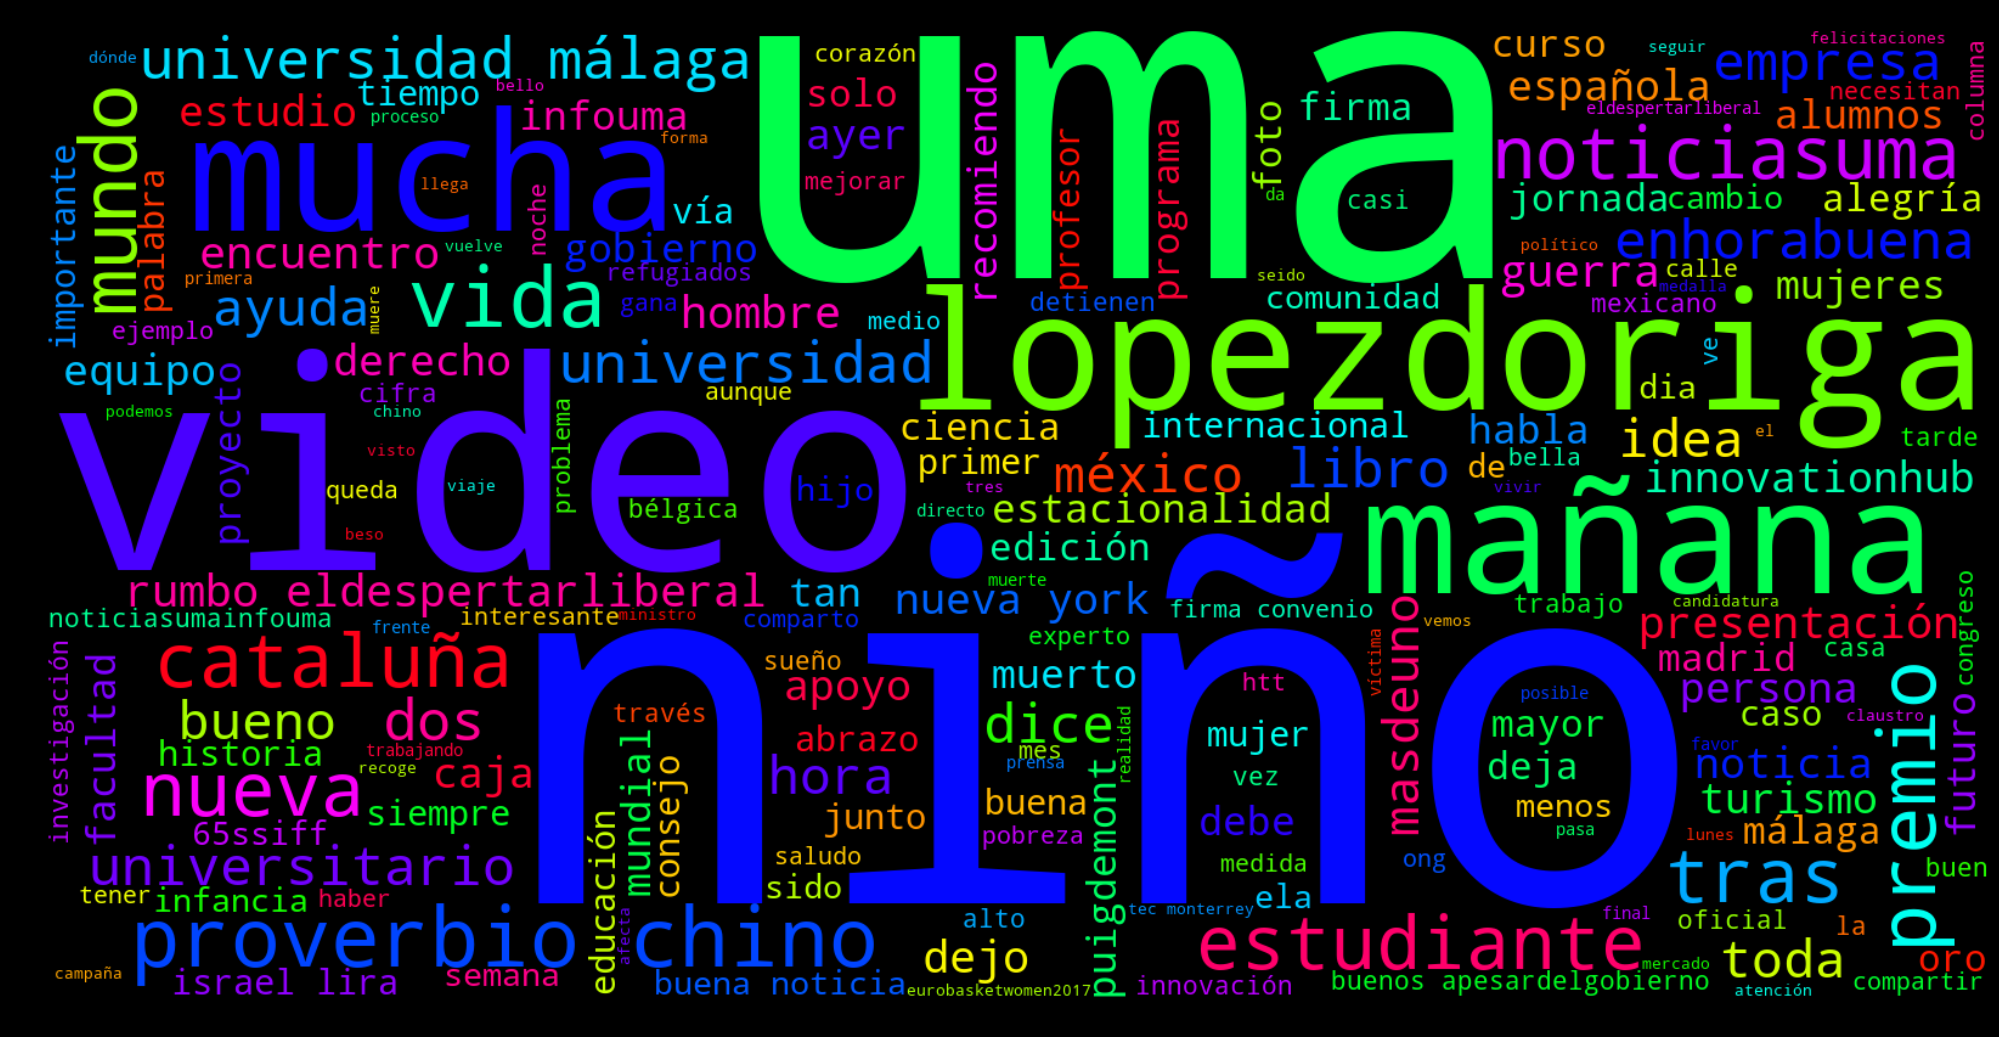 uma
niño
video
lopezdoriga
mucha
mañana
dónde
universidad málaga
corazón
curso
seguir
felicitaciones
empresa
columna
mundo
estudio
tiempo
bello
proceso
infouma
forma
solo
ayer
mejorar
recomiendo
profesor
programa
foto
firma
casi
da
española
necesitan
eldespertarliberal
alumnos
noticiasuma
jornada
cambio
alegría
importante
palabra
llega
noche
vía
encuentro
vuelve
gobierno
refugiados
primera
político
enhorabuena
guerra
calle
medalla
mexicano
mujeres
seido
comunidad
detienen
ayuda
muere
vida
gana
hombre
medio
ejemplo
equipo
derecho
universidad
cifra
aunque
proyecto
podemos
chino
visto
queda
viaje
problema
beso
bélgica
hijo
ve
dia
ciencia
internacional
habla
idea
el
tarde
primer
méxico
libro
de
bella
tres
vivir
innovationhub
directo
estacionalidad
edición
rumbo eldespertarliberal
tan
muerte
nueva york
firma convenio
trabajo
candidatura
congreso
noticiasumainfouma
frente
interesante
ministro
comparto
experto
vemos
presentación
víctima
masdeuno
madrid
casa
cataluña
sueño
apoyo
muerto
htt
posible
persona
premio
investigación
facultad
bueno
dos
través
abrazo
dice
mes
realidad
mujer
mayor
caso
claustro
futuro
historia
trabajando
recoge
caja
hora
prensa
vez
deja
favor
noticia
nueva
siempre
mundial
consejo
junto
buena
puigdemont
debe
menos
turismo
65ssiff
educación
pobreza
pasa
lunes
málaga
universitario
saludo
medida
ong
tras
buen
tener
infancia
haber
sido
ela
proverbio chino
afecta
alto
tec monterrey
final
oficial
la
estudiante
campaña
israel lira
semana
buena noticia
dejo
eurobasketwomen2017
innovación
buenos apesardelgobierno
mercado
toda
oro
atención
compartir